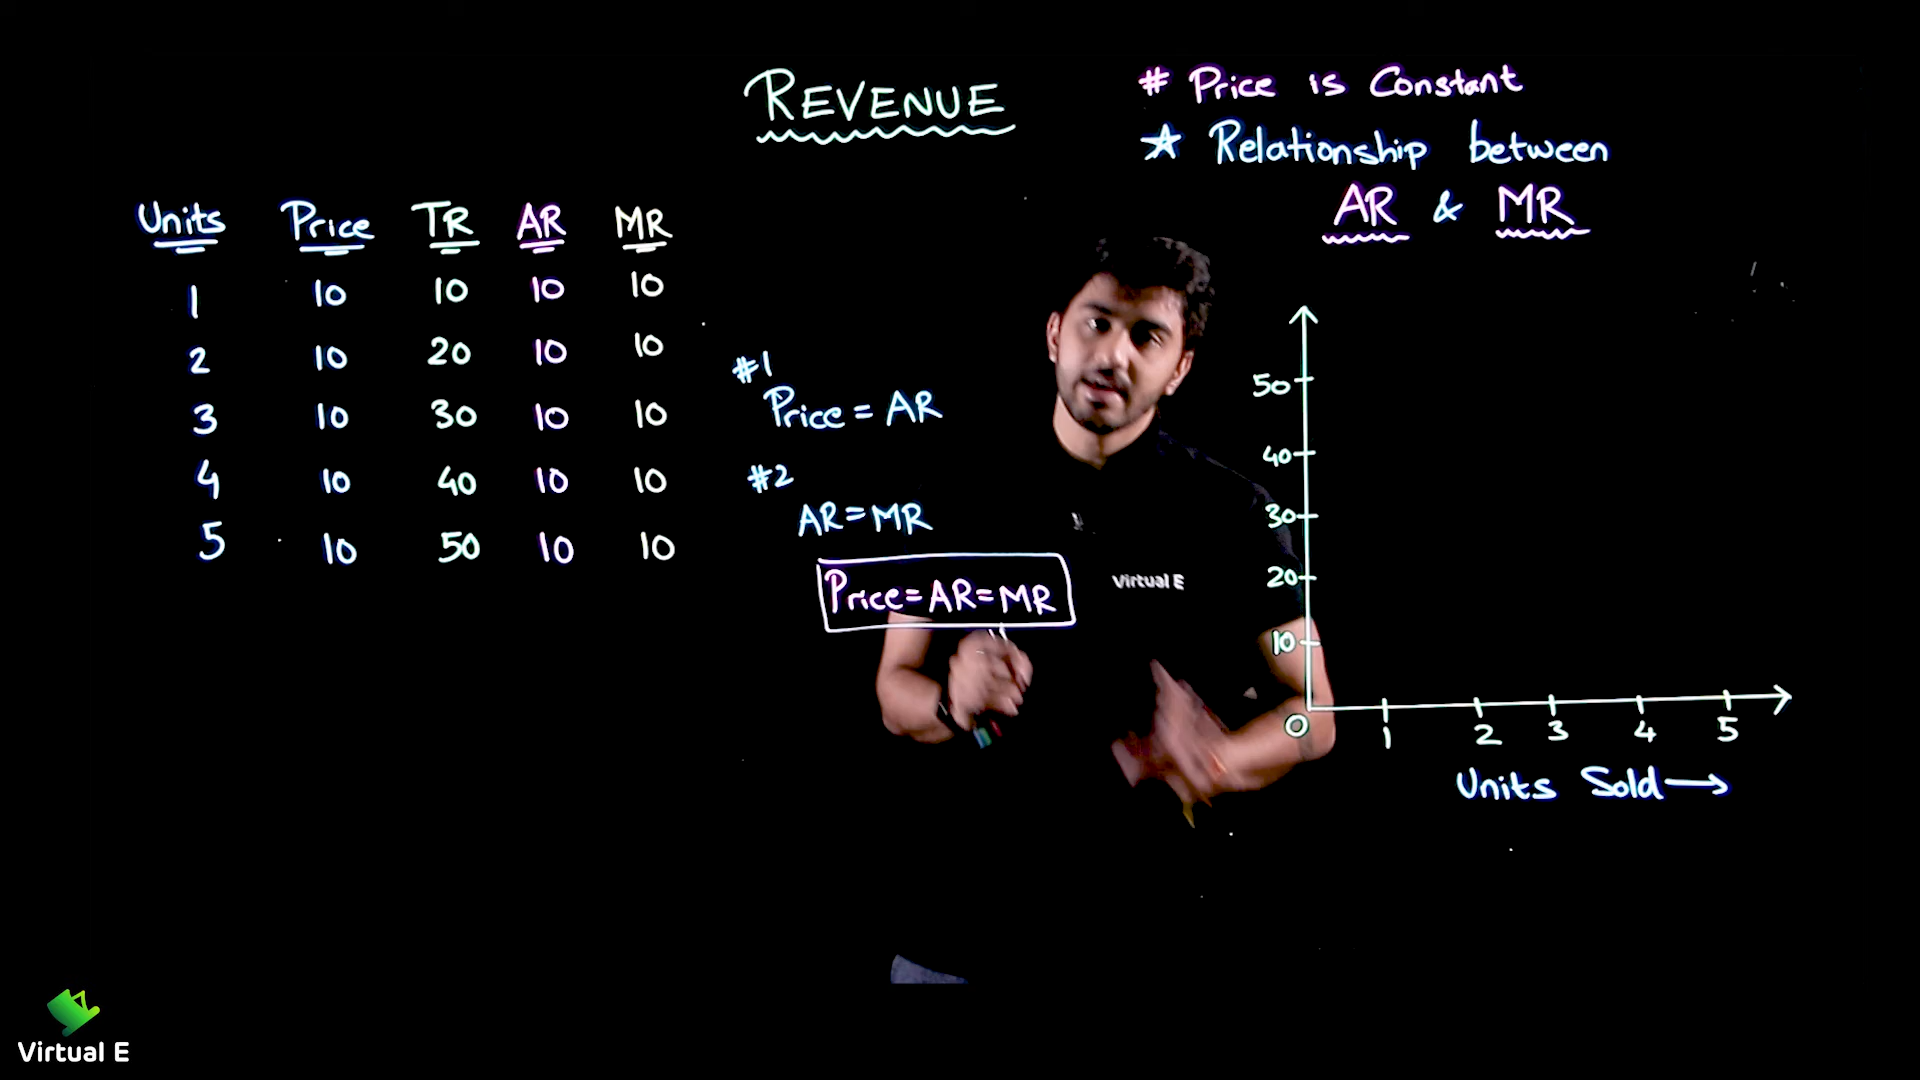 REVENUE
# Price is Constant
☆ Relationship between
AR & MR
Units Price TR AR MR
1 10 10 10 10
2 10 20 10 10
3 10 30 10 10
4 10 40 10 10
5 10 50 10 10
#1
Price = AR
#2
AR = MR
Price = AR = MR
Virtual E
50
40
30
20
10
0
1 2 3 4 5
Units Sold →
Virtual E